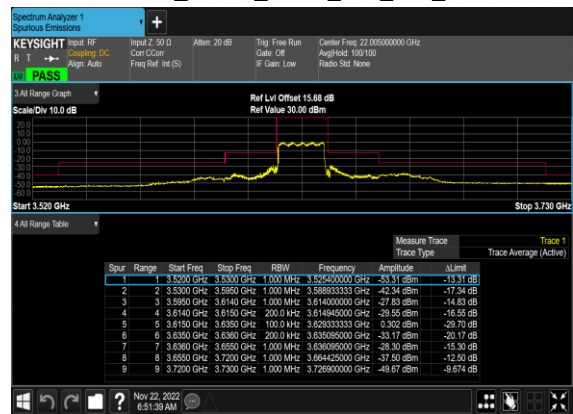 Spectrum Analyzer 1
Spurious Emissions
KEYSIGHT Input: RF Input Z: 50 Ω Atten: 20 dB Trig: Free Run Center Freq: 22.005000000 GHz
R T Coupling: DC Corr CCorr Gate: Off Avg|Hold: 100/100
Align: Auto Freq Ref: Int (S) IF Gain: Low Radio Std: None
PASS
3 All Range Graph
Ref Lvl Offset 15.68 dB
Scale/Div 10.0 dB Ref Value 30.00 dBm
20.0
10.0
0.00
-10.0
-20.0
-30.0
-40.0
-50.0
-60.0
Start 3.520 GHz Stop 3.730 GHz
4 All Range Table
Measure Trace Trace 1
Trace Type Trace Average (Active)
Spur Range Start Freq Stop Freq RBW Frequency Amplitude ΔLimit
1 1 3.5200 GHz 3.5300 GHz 1.000 MHz 3.525400000 GHz -53.31 dBm -13.31 dB
2 2 3.5300 GHz 3.5950 GHz 1.000 MHz 3.588933333 GHz -42.34 dBm -17.34 dB
3 3 3.5950 GHz 3.6140 GHz 1.000 MHz 3.614000000 GHz -27.83 dBm -14.83 dB
4 4 3.6140 GHz 3.6150 GHz 200.0 kHz 3.614945000 GHz -29.55 dBm -16.55 dB
5 5 3.6150 GHz 3.6350 GHz 100.0 kHz 3.629333333 GHz 0.302 dBm -29.70 dB
6 6 3.6350 GHz 3.6360 GHz 200.0 kHz 3.635095000 GHz -33.17 dBm -20.17 dB
7 7 3.6360 GHz 3.6550 GHz 1.000 MHz 3.636095000 GHz -28.30 dBm -15.30 dB
8 8 3.6550 GHz 3.7200 GHz 1.000 MHz 3.664425000 GHz -37.50 dBm -12.50 dB
9 9 3.7200 GHz 3.7300 GHz 1.000 MHz 3.726900000 GHz -49.67 dBm -9.674 dB
Nov 22, 2022
6:51:39 AM